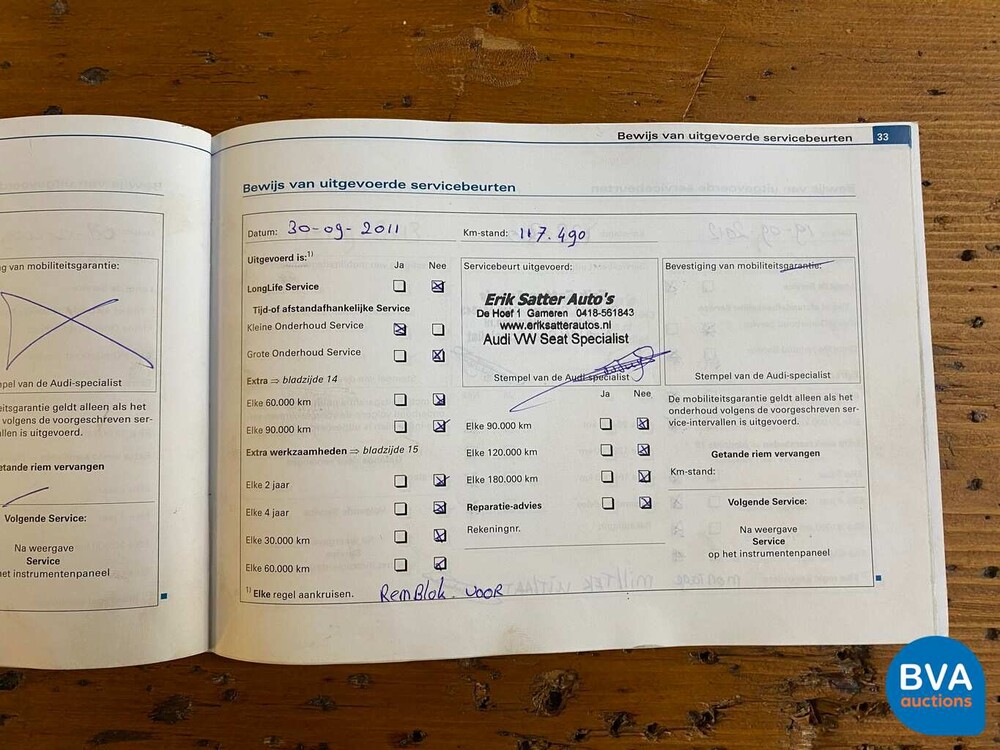 Bewijs van uitgevoerde servicebeurten 33
ng van mobiliteitsgarantie:
pel van de Audi-specialist
eitsgarantie geldt alleen als het
volgens de voorgeschreven ser-
allen is uitgevoerd.
etande riem vervangen
Volgende Service:
Na weergave
Service
het instrumentenpaneel
Bewijs van uitgevoerde servicebeurten
Datum: 30-09-2011
Km-stand: 117.490
Uitgevoerd is:1)
Ja Nee
LongLife Service
Tijd-of afstandafhankelijke Service
Kleine Onderhoud Service
Grote Onderhoud Service
Extra ⇒ bladzijde 14
Elke 60.000 km
Elke 90.000 km
Extra werkzaamheden ⇒ bladzijde 15
Elke 2 jaar
Elke 4 jaar
Elke 30.000 km
Elke 60.000 km
1) Elke regel aankruisen.
RemBlok voor
Servicebeurt uitgevoerd:
Erik Satter Auto's
De Hoef 1 Gameren 0418-561843
www.eriksatterautos.nl
Audi VW Seat Specialist
Stempel van de Audi-specialist
Ja Nee
Elke 90.000 km
Elke 120.000 km
Elke 180.000 km
Reparatie-advies
Rekeningnr.
Bevestiging van mobiliteitsgarantie:
Stempel van de Audi-specialist
De mobiliteitsgarantie geldt alleen als het
onderhoud volgens de voorgeschreven ser-
vice-intervallen is uitgevoerd.
Getande riem vervangen
Km-stand:
Volgende Service:
Na weergave
Service
op het instrumentenpaneel
BVA
auctions